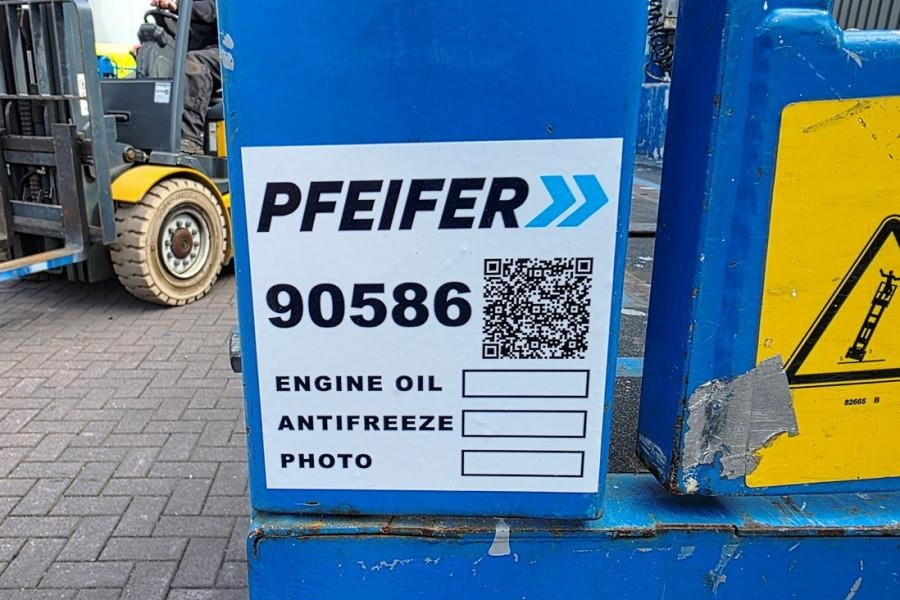 PFEIFER
90586
ENGINE OIL
ANTIFREEZE
PHOTO
82665 B